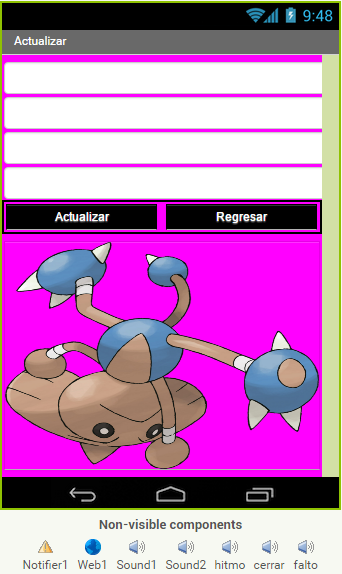 9:48
Actualizar
Actualizar Regresar
Non-visible components
Notifier1 Web1 Sound1 Sound2 hitmo cerrar falto